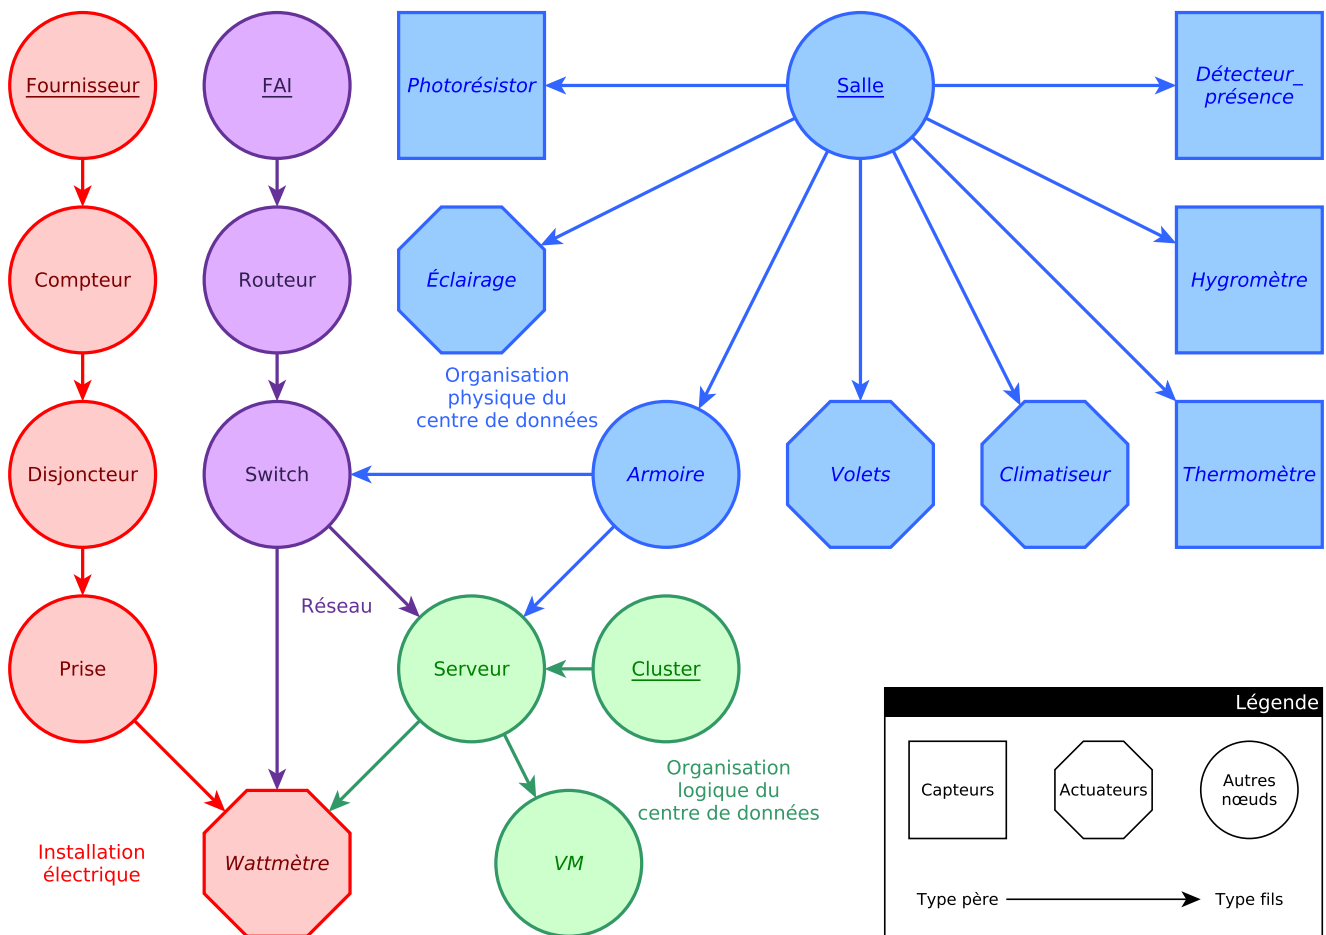 Fournisseur
FAI
Photorésistor
Salle
Détecteur_
présence
Compteur
Routeur
Éclairage
Hygromètre
Organisation
physique du
centre de données
Disjoncteur
Switch
Armoire
Volets
Climatiseur
Thermomètre
Réseau
Prise
Serveur
Cluster
Organisation
logique du
centre de données
Installation
électrique
Wattmètre
VM
Légende
Capteurs
Actuateurs
Autres
nœuds
Type père
Type fils